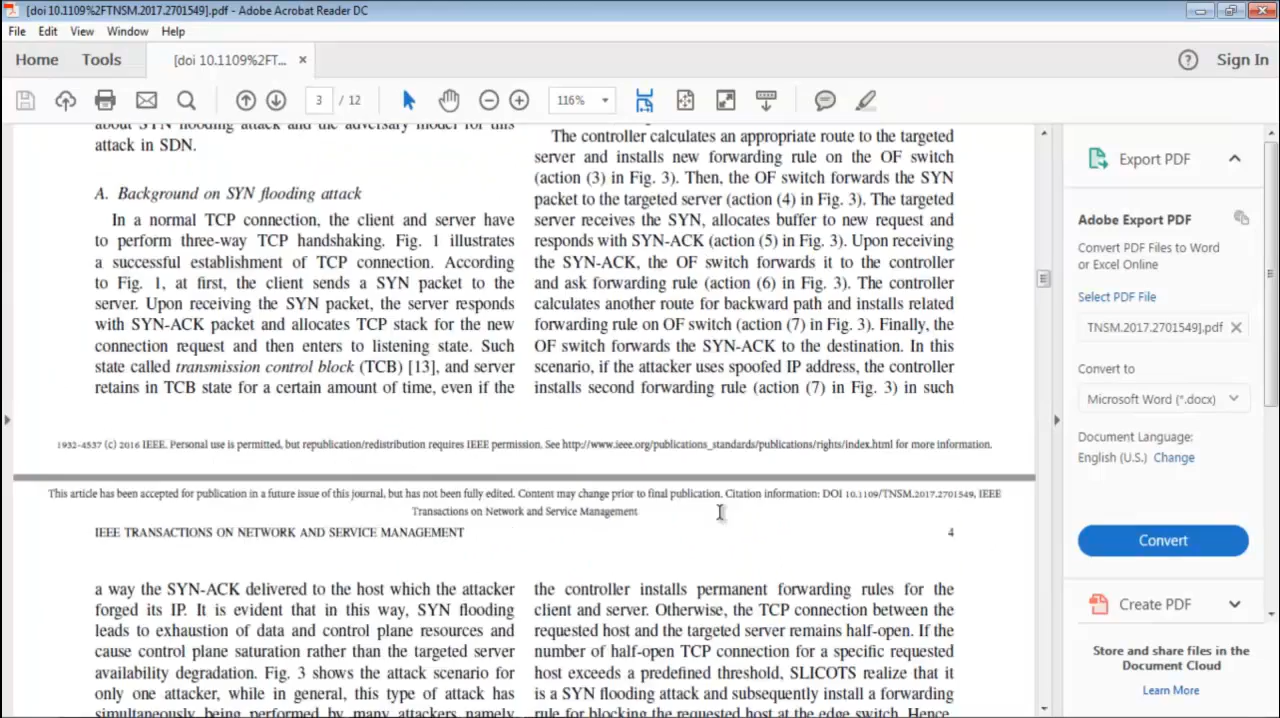 [doi 10.1109%2FTNSM.2017.2701549].pdf - Adobe Acrobat Reader DC
File Edit View Window Help
Home Tools [doi 10.1109%2FT... × Sign In
3 / 12 116%
about SYN flooding attack and the adversary model for this
attack in SDN.
A. Background on SYN flooding attack
In a normal TCP connection, the client and server have
to perform three-way TCP handshaking. Fig. 1 illustrates
a successful establishment of TCP connection. According
to Fig. 1, at first, the client sends a SYN packet to the
server. Upon receiving the SYN packet, the server responds
with SYN-ACK packet and allocates TCP stack for the new
connection request and then enters to listening state. Such
state called transmission control block (TCB) [13], and server
retains in TCB state for a certain amount of time, even if the
The controller calculates an appropriate route to the targeted
server and installs new forwarding rule on the OF switch
(action (3) in Fig. 3). Then, the OF switch forwards the SYN
packet to the targeted server (action (4) in Fig. 3). The targeted
server receives the SYN, allocates buffer to new request and
responds with SYN-ACK (action (5) in Fig. 3). Upon receiving
the SYN-ACK, the OF switch forwards it to the controller
and ask forwarding rule (action (6) in Fig. 3). The controller
calculates another route for backward path and installs related
forwarding rule on OF switch (action (7) in Fig. 3). Finally, the
OF switch forwards the SYN-ACK to the destination. In this
scenario, if the attacker uses spoofed IP address, the controller
installs second forwarding rule (action (7) in Fig. 3) in such
1932-4537 (c) 2016 IEEE. Personal use is permitted, but republication/redistribution requires IEEE permission. See http://www.ieee.org/publications_standards/publications/rights/index.html for more information.
This article has been accepted for publication in a future issue of this journal, but has not been fully edited. Content may change prior to final publication. Citation information: DOI 10.1109/TNSM.2017.2701549, IEEE
Transactions on Network and Service Management
IEEE TRANSACTIONS ON NETWORK AND SERVICE MANAGEMENT 4
a way the SYN-ACK delivered to the host which the attacker
forged its IP. It is evident that in this way, SYN flooding
leads to exhaustion of data and control plane resources and
cause control plane saturation rather than the targeted server
availability degradation. Fig. 3 shows the attack scenario for
only one attacker, while in general, this type of attack has
simultaneously being performed by many attackers namely
the controller installs permanent forwarding rules for the
client and server. Otherwise, the TCP connection between the
requested host and the targeted server remains half-open. If the
number of half-open TCP connection for a specific requested
host exceeds a predefined threshold, SLICOTS realize that it
is a SYN flooding attack and subsequently install a forwarding
rule for blocking the requested host at the edge switch. Hence
Export PDF
Adobe Export PDF
Convert PDF Files to Word
or Excel Online
Select PDF File
TNSM.2017.2701549].pdf ×
Convert to
Microsoft Word (*.docx)
Document Language:
English (U.S.) Change
Convert
Create PDF
Store and share files in the
Document Cloud
Learn More